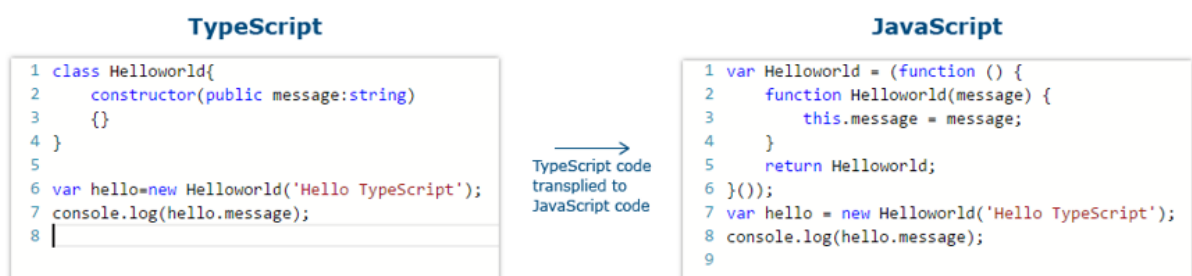 TypeScript
1 class Helloworld{
2     constructor(public message:string)
3     {}
4 }
5
6 var hello=new Helloworld('Hello TypeScript');
7 console.log(hello.message);
8
TypeScript code
transplied to
JavaScript code
JavaScript
1 var Helloworld = (function () {
2     function Helloworld(message) {
3         this.message = message;
4     }
5     return Helloworld;
6 }());
7 var hello = new Helloworld('Hello TypeScript');
8 console.log(hello.message);
9